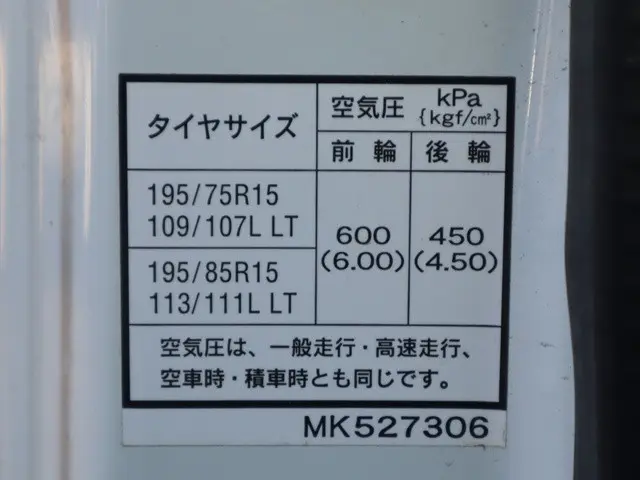 タイヤサイズ
空気圧 kPa
{kgf/cm²}
前輪 後輪
195/75R15
109/107L LT
600 450
(6.00) (4.50)
195/85R15
113/111L LT
空気圧は、一般走行・高速走行、
空車時・積車時とも同じです。
MK527306